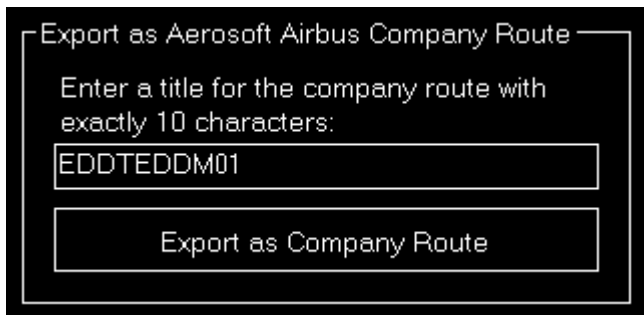 Export as Aerosoft Airbus Company Route
Enter a title for the company route with
exactly 10 characters:
EDDTEDDM01
Export as Company Route